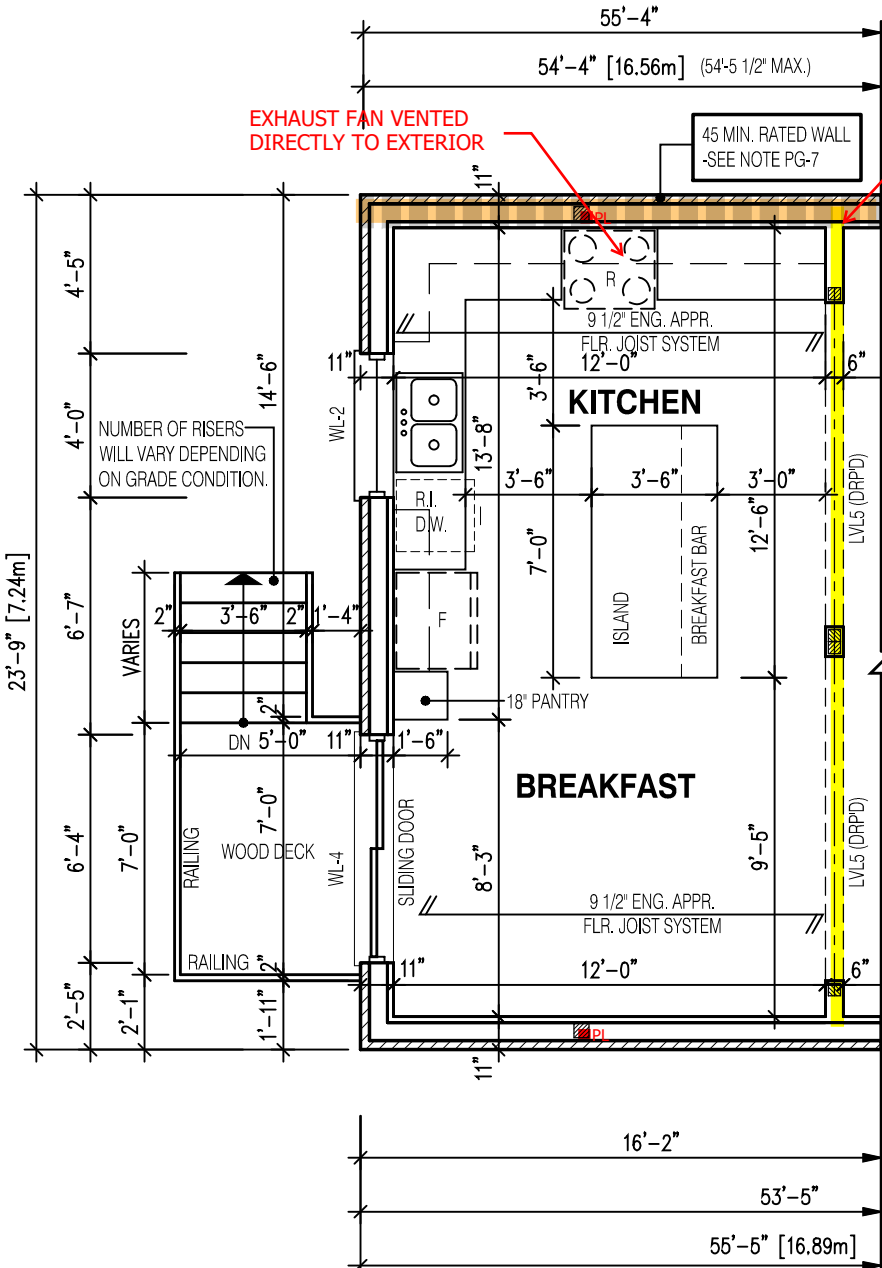 55'-4"
54'-4" [16.56m] (54'-5 1/2" MAX.)
EXHAUST FAN VENTED
DIRECTLY TO EXTERIOR
45 MIN. RATED WALL
-SEE NOTE PG-7
11"
PL
4'-5"
14'-6"
R
9 1/2" ENG. APPR.
FLR. JOIST SYSTEM
11"
12'-0"
6"
3'-6"
KITCHEN
4'-0"
WL-2
NUMBER OF RISERS
WILL VARY DEPENDING
ON GRADE CONDITION.
13'-8"
3'-6"
3'-6"
3'-0"
LVL5 (DRP'D)
R.I.
D.W.
12'-6"
7'-0"
23'-9" [7.24m]
6'-7"
VARIES
2"
3'-6"
2"
1'-4"
F
ISLAND
BREAKFAST BAR
18" PANTRY
2"
DN
5'-0"
11"
1'-6"
BREAKFAST
6'-4"
7'-0"
RAILING
7'-0"
WOOD DECK
WL-4
SLIDING DOOR
8'-3"
9'-5"
LVL5 (DRP'D)
9 1/2" ENG. APPR.
FLR. JOIST SYSTEM
RAILING
2"
11"
12'-0"
6"
2'-5"
2'-1"
1'-11"
PL
11"
16'-2"
53'-5"
55'-5" [16.89m]